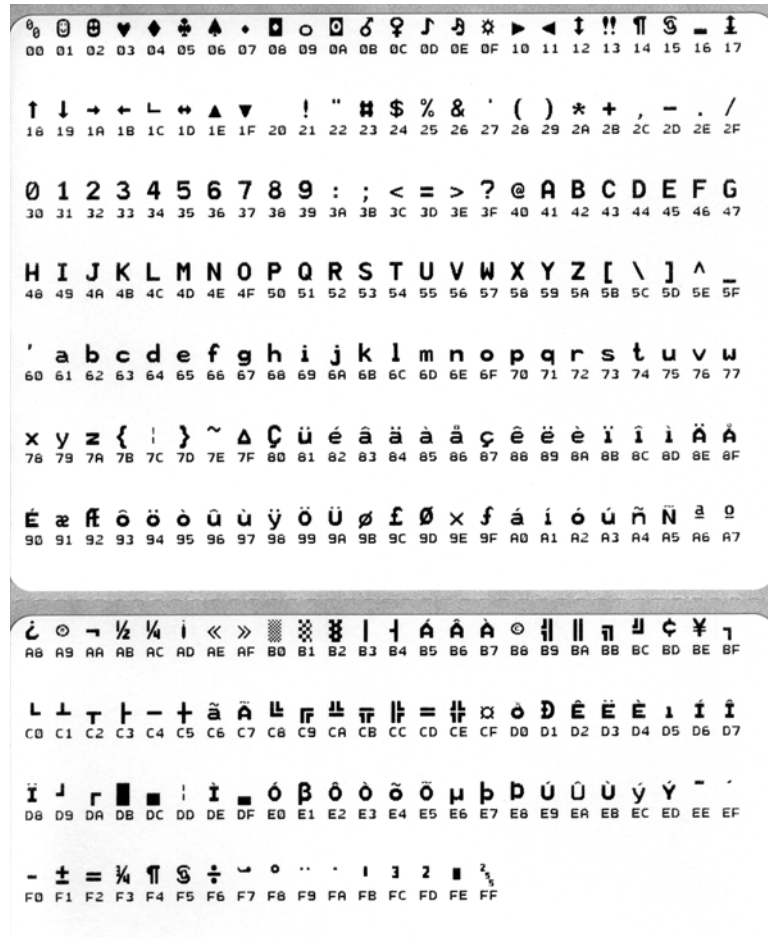 ⁰₀ ☺ ☻ ♥ ♦ ♣ ♠ • ◘ ○ ◙ ♂ ♀ ♪ ♫ ☼ ► ◄ ↕ ‼ ¶ § ▬ ↨
00 01 02 03 04 05 06 07 08 09 0A 0B 0C 0D 0E 0F 10 11 12 13 14 15 16 17
↑ ↓ → ← ∟ ↔ ▲ ▼ ! " # $ % & ' ( ) * + , - . /
18 19 1A 1B 1C 1D 1E 1F 20 21 22 23 24 25 26 27 28 29 2A 2B 2C 2D 2E 2F
0 1 2 3 4 5 6 7 8 9 : ; < = > ? @ A B C D E F G
30 31 32 33 34 35 36 37 38 39 3A 3B 3C 3D 3E 3F 40 41 42 43 44 45 46 47
H I J K L M N O P Q R S T U V W X Y Z [ \ ] ^ _
48 49 4A 4B 4C 4D 4E 4F 50 51 52 53 54 55 56 57 58 59 5A 5B 5C 5D 5E 5F
' a b c d e f g h i j k l m n o p q r s t u v w
60 61 62 63 64 65 66 67 68 69 6A 6B 6C 6D 6E 6F 70 71 72 73 74 75 76 77
x y z { ¦ } ~ ∆ Ç ü é â ä à å ç ê ë è ï î ì Ä Å
78 79 7A 7B 7C 7D 7E 7F 80 81 82 83 84 85 86 87 88 89 8A 8B 8C 8D 8E 8F
É æ Æ ô ö ò û ù ÿ Ö Ü ø £ Ø × ƒ á í ó ú ñ Ñ ª º
90 91 92 93 94 95 96 97 98 99 9A 9B 9C 9D 9E 9F A0 A1 A2 A3 A4 A5 A6 A7
¿ ® ¬ ½ ¼ ¡ « » ░ ▒ ▓ │ ┤ Á Â À © ╣ ║ ╗ ╝ ¢ ¥ ┐
A8 A9 AA AB AC AD AE AF B0 B1 B2 B3 B4 B5 B6 B7 B8 B9 BA BB BC BD BE BF
└ ┴ ┬ ├ ─ ┼ ã Ã ╚ ╔ ╩ ╦ ╠ ═ ╬ ¤ ð Ð Ê Ë È ı Í Î
C0 C1 C2 C3 C4 C5 C6 C7 C8 C9 CA CB CC CD CE CF D0 D1 D2 D3 D4 D5 D6 D7
Ï ┘ ┌ █ ▄ ¦ Ì ▄ Ó β Ô Ò õ Õ µ þ Þ Ú Û Ù ý Ý ¯ ´
D8 D9 DA DB DC DD DE DF E0 E1 E2 E3 E4 E5 E6 E7 E8 E9 EA EB EC ED EE EF
- ± = ¾ ¶ § ÷ ¸ ° ¨ · ı 3 2 ■ ²₅₅
F0 F1 F2 F3 F4 F5 F6 F7 F8 F9 FA FB FC FD FE FF